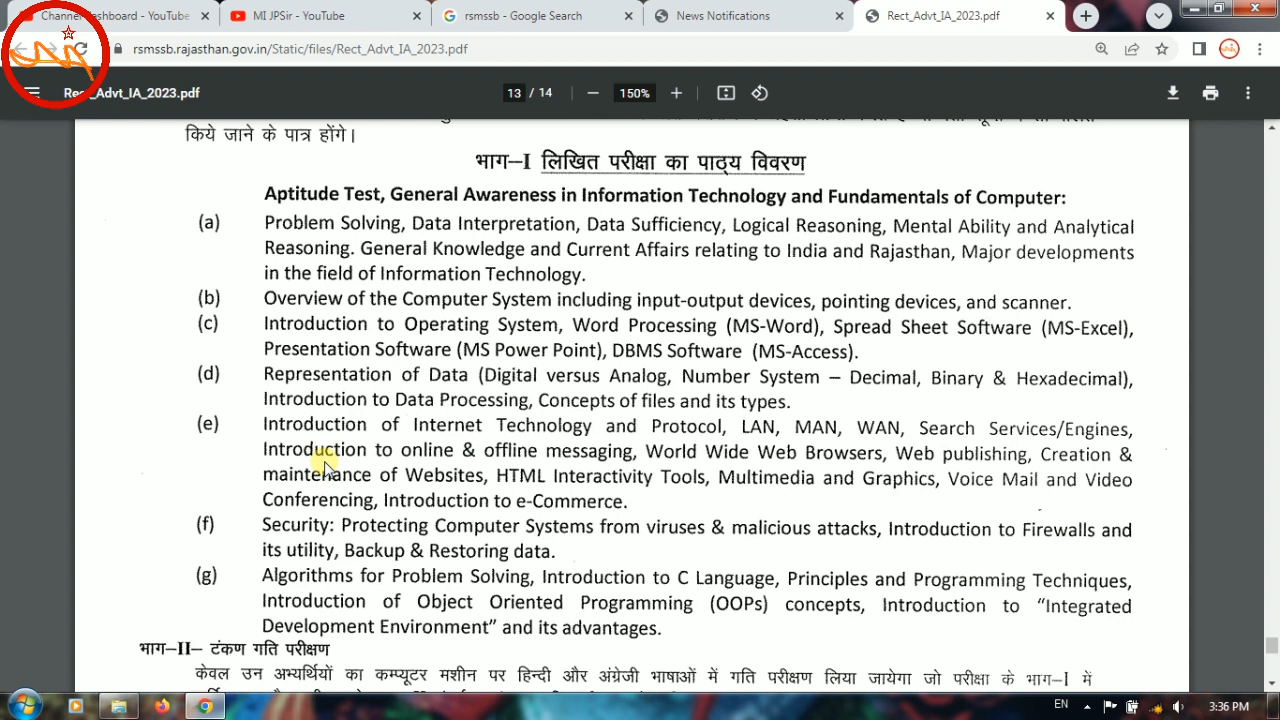 Channel dashboard - YouTube
MI JPSir - YouTube
rsmssb - Google Search
News Notifications
Rect_Advt_IA_2023.pdf
rsmssb.rajasthan.gov.in/Static/files/Rect_Advt_IA_2023.pdf
Rect_Advt_IA_2023.pdf
13 / 14
150%
किये जाने के पात्र होंगे।
भाग–I लिखित परीक्षा का पाठ्य विवरण
Aptitude Test, General Awareness in Information Technology and Fundamentals of Computer:
(a) Problem Solving, Data Interpretation, Data Sufficiency, Logical Reasoning, Mental Ability and Analytical
Reasoning. General Knowledge and Current Affairs relating to India and Rajasthan, Major developments
in the field of Information Technology.
(b) Overview of the Computer System including input-output devices, pointing devices, and scanner.
(c) Introduction to Operating System, Word Processing (MS-Word), Spread Sheet Software (MS-Excel),
Presentation Software (MS Power Point), DBMS Software (MS-Access).
(d) Representation of Data (Digital versus Analog, Number System – Decimal, Binary & Hexadecimal),
Introduction to Data Processing, Concepts of files and its types.
(e) Introduction of Internet Technology and Protocol, LAN, MAN, WAN, Search Services/Engines,
Introduction to online & offline messaging, World Wide Web Browsers, Web publishing, Creation &
maintenance of Websites, HTML Interactivity Tools, Multimedia and Graphics, Voice Mail and Video
Conferencing, Introduction to e-Commerce.
(f) Security: Protecting Computer Systems from viruses & malicious attacks, Introduction to Firewalls and
its utility, Backup & Restoring data.
(g) Algorithms for Problem Solving, Introduction to C Language, Principles and Programming Techniques,
Introduction of Object Oriented Programming (OOPs) concepts, Introduction to “Integrated
Development Environment” and its advantages.
भाग–II– टंकण गति परीक्षण
केवल उन अभ्यर्थियों का कम्प्यूटर मशीन पर हिन्दी और अंग्रेजी भाषाओं में गति परीक्षण लिया जायेगा जो परीक्षा के भाग–I में
EN
3:36 PM